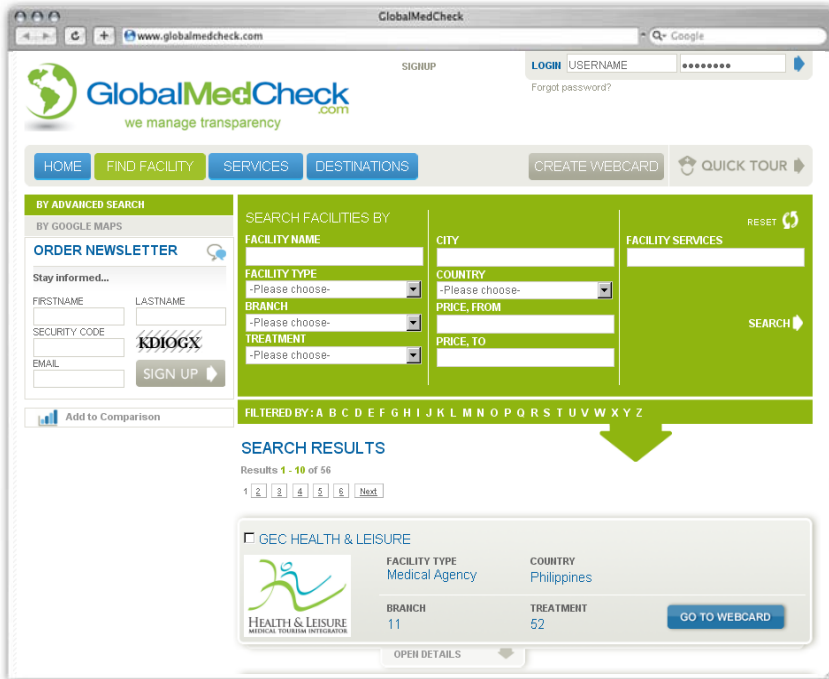 GlobalMedCheck
www.globalmedcheck.com
Google
SIGNUP
LOGIN USERNAME
Forgot password?
GlobalMedCheck
.com
we manage transparency
HOME FIND FACILITY SERVICES DESTINATIONS CREATE WEBCARD QUICK TOUR
BY ADVANCED SEARCH
BY GOOGLE MAPS
ORDER NEWSLETTER
Stay informed...
FIRSTNAME LASTNAME
SECURITY CODE
KDIOGX
EMAIL
SIGN UP
Add to Comparison
SEARCH FACILITIES BY
RESET
FACILITY NAME CITY FACILITY SERVICES
FACILITY TYPE COUNTRY
-Please choose- -Please choose-
BRANCH PRICE, FROM
-Please choose-
SEARCH
TREATMENT PRICE, TO
-Please choose-
FILTERED BY: A B C D E F G H I J K L M N O P Q R S T U V W X Y Z
SEARCH RESULTS
Results 1 - 10 of 56
1 2 3 4 5 6 Next
GEC HEALTH & LEISURE
HEALTH & LEISURE
MEDICAL TOURISM INTEGRATOR
FACILITY TYPE COUNTRY
Medical Agency Philippines
BRANCH TREATMENT
11 52
GO TO WEBCARD
OPEN DETAILS